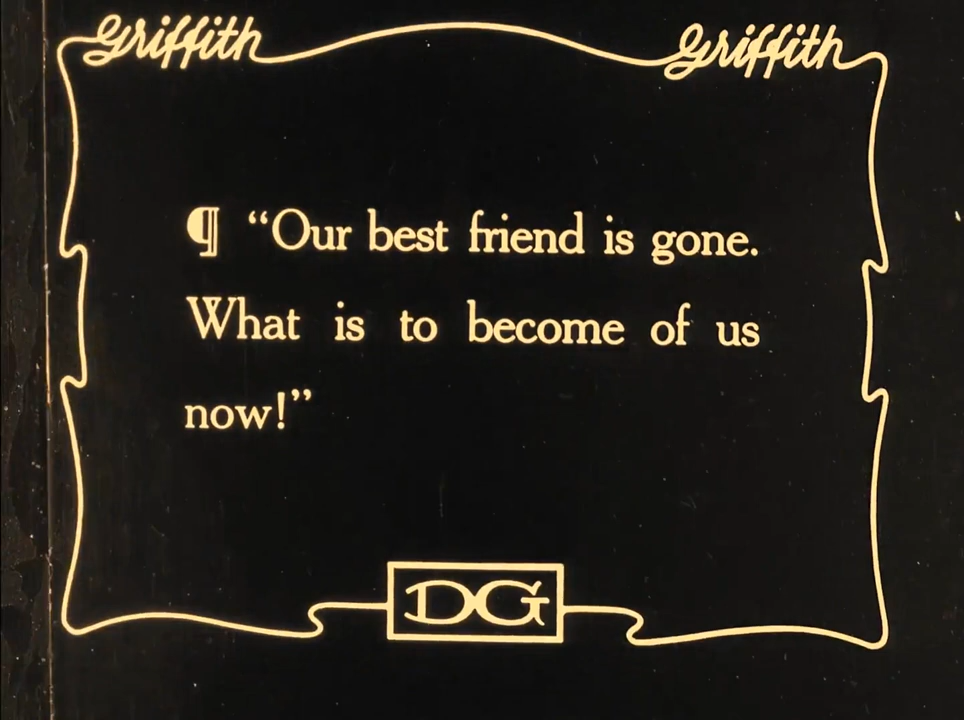 Griffith Griffith
¶ “Our best friend is gone.
What is to become of us
now!”
DG